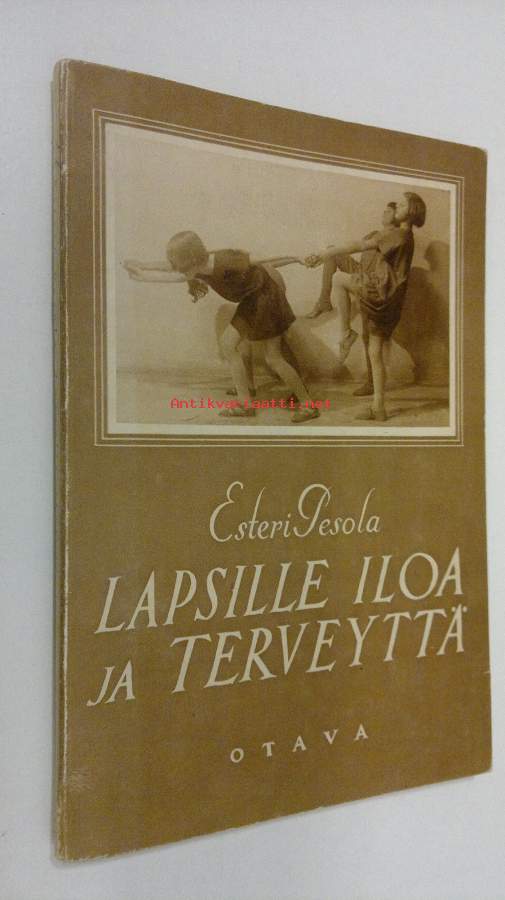 Antikvariaatti.net
Esteri Pesola
LAPSILLE ILOA
JA TERVEYTTÄ
OTAVA